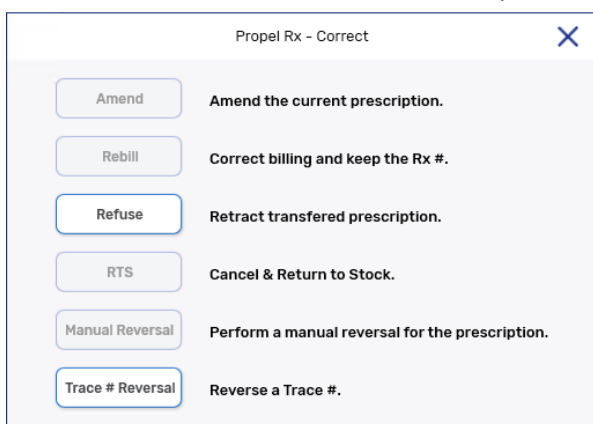 Propel Rx - Correct
Amend Amend the current prescription.
Rebill Correct billing and keep the Rx #.
Refuse Retract transfered prescription.
RTS Cancel & Return to Stock.
Manual Reversal Perform a manual reversal for the prescription.
Trace # Reversal Reverse a Trace #.